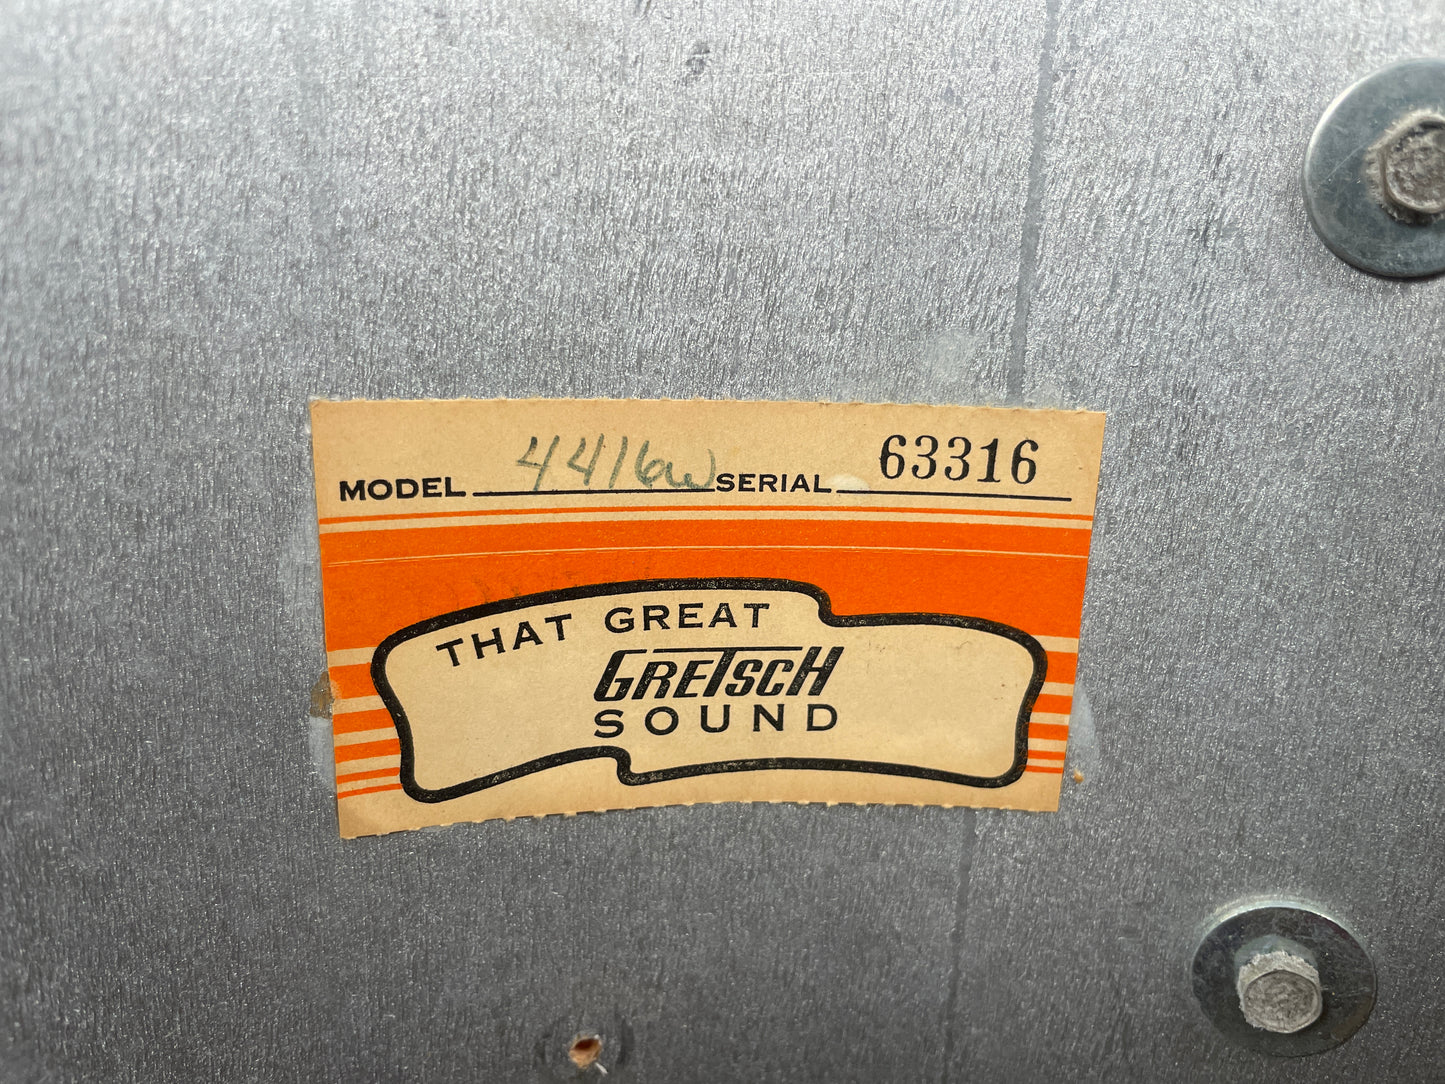 MODEL 4416w SERIAL 63316
THAT GREAT
GRETSCH
SOUND